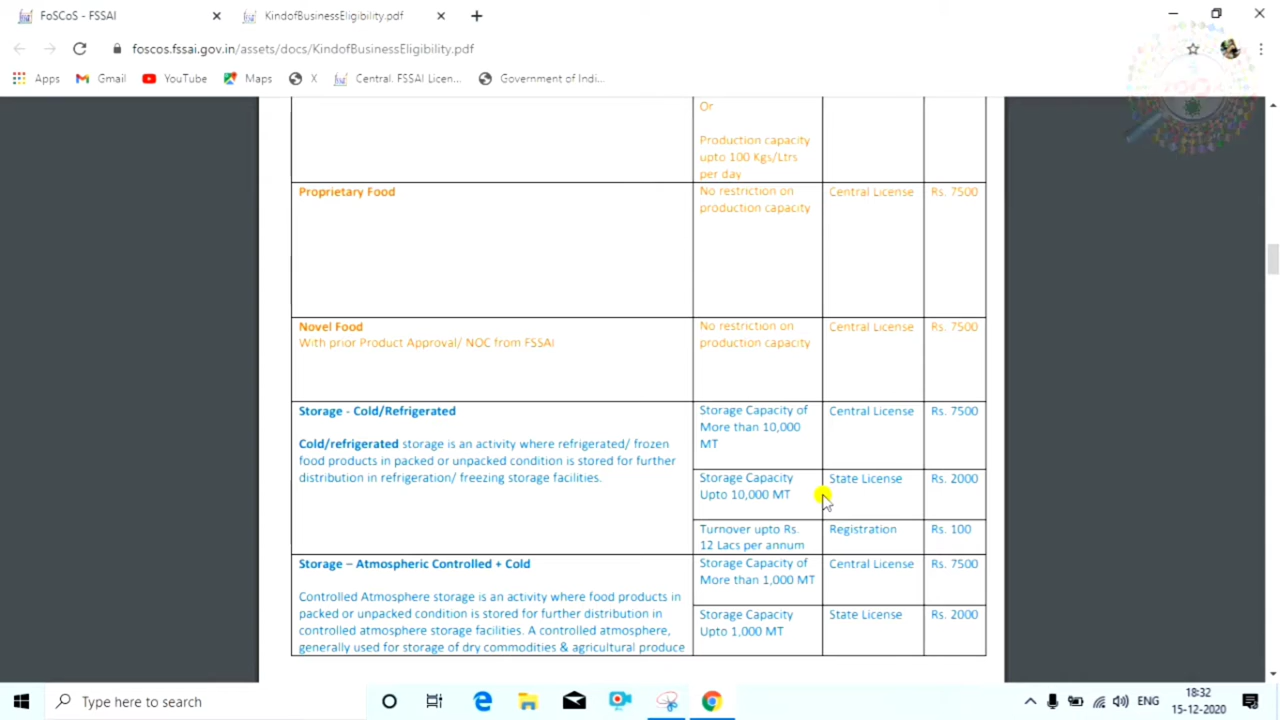 FoSCoS - FSSAI
KindofBusinessEligibility.pdf
foscos.fssai.gov.in/assets/docs/KindofBusinessEligibility.pdf
Apps
Gmail
YouTube
Maps
X
Central. FSSAI Licen...
Government of Indi...
Or
Production capacity
upto 100 Kgs/Ltrs
per day
Proprietary Food
No restriction on
production capacity
Central License
Rs. 7500
Novel Food
With prior Product Approval/ NOC from FSSAI
No restriction on
production capacity
Central License
Rs. 7500
Storage - Cold/Refrigerated
Cold/refrigerated storage is an activity where refrigerated/ frozen
food products in packed or unpacked condition is stored for further
distribution in refrigeration/ freezing storage facilities.
Storage Capacity of
More than 10,000
MT
Central License
Rs. 7500
Storage Capacity
Upto 10,000 MT
State License
Rs. 2000
Turnover upto Rs.
12 Lacs per annum
Registration
Rs. 100
Storage – Atmospheric Controlled + Cold
Controlled Atmosphere storage is an activity where food products in
packed or unpacked condition is stored for further distribution in
controlled atmosphere storage facilities. A controlled atmosphere,
generally used for storage of dry commodities & agricultural produce
Storage Capacity of
More than 1,000 MT
Central License
Rs. 7500
Storage Capacity
Upto 1,000 MT
State License
Rs. 2000
Type here to search
ENG
18:32
15-12-2020